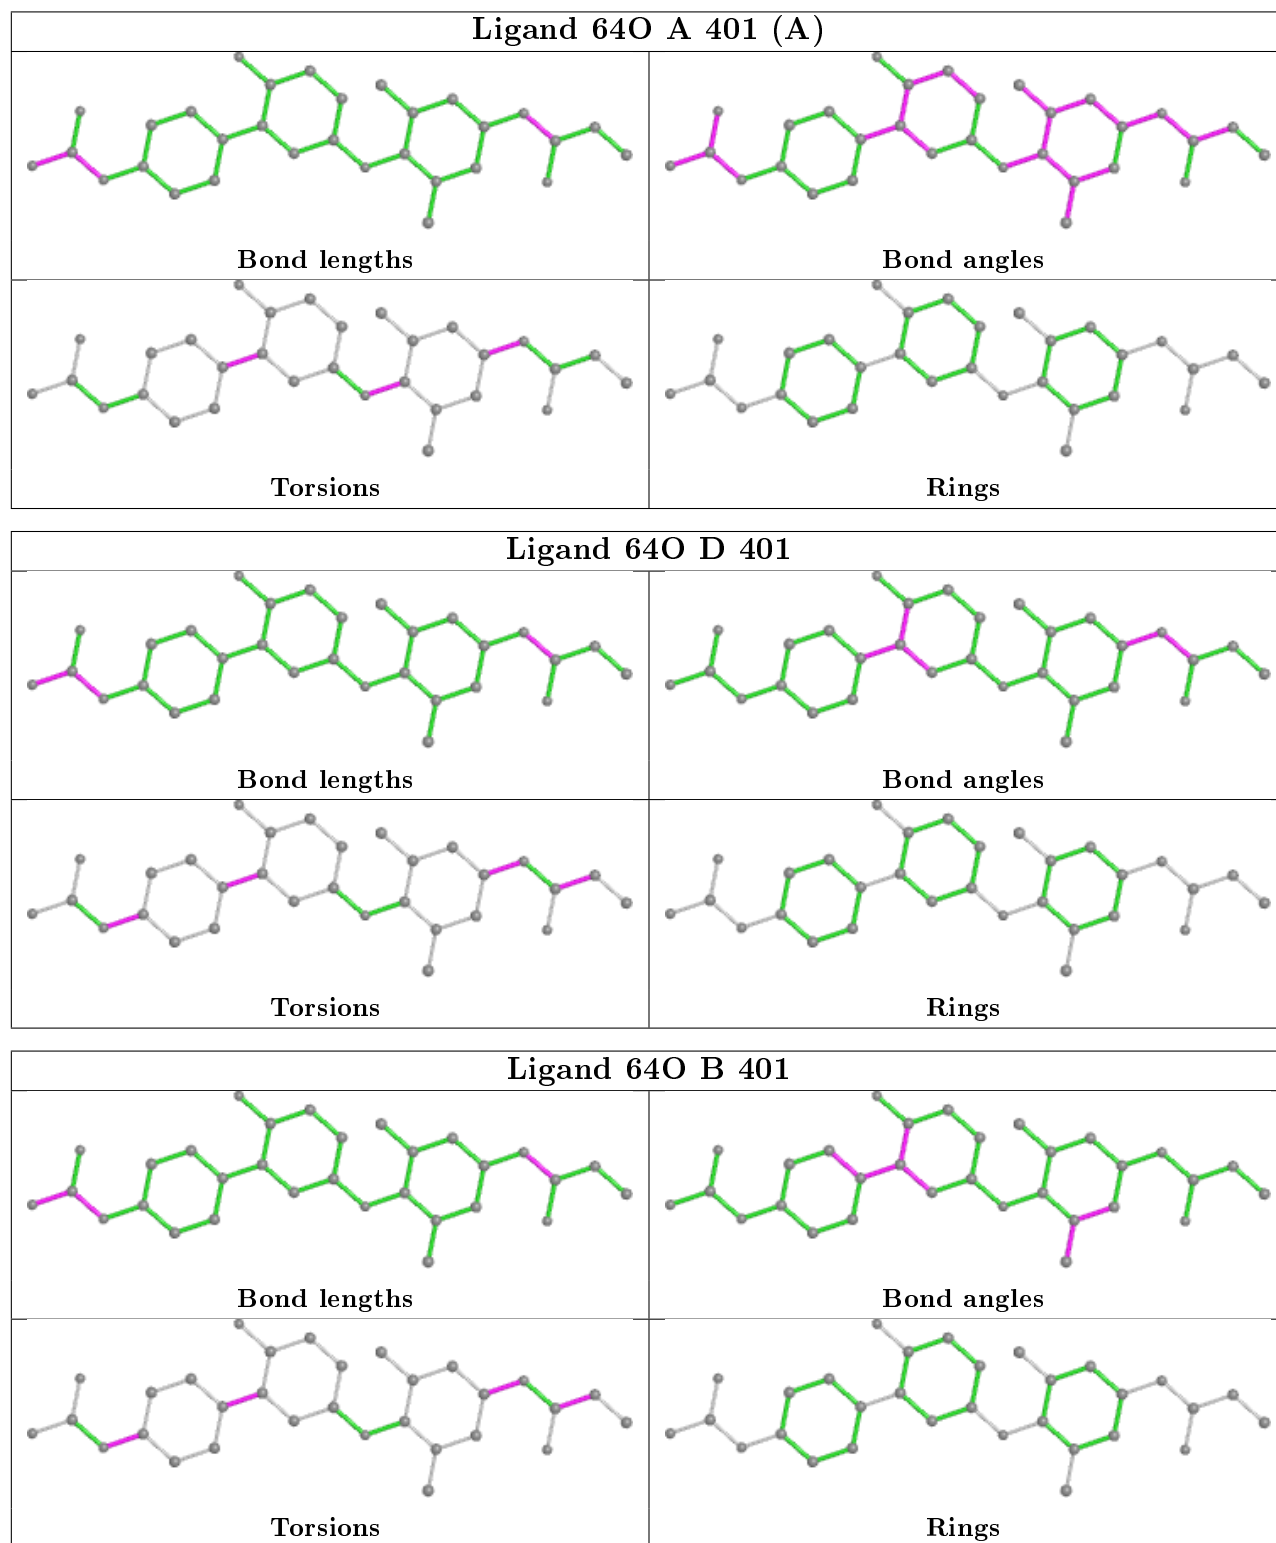 Ligand 64O A 401 (A)
Bond lengths
Bond angles
Torsions
Rings
Ligand 64O D 401
Bond lengths
Bond angles
Torsions
Rings
Ligand 64O B 401
Bond lengths
Bond angles
Torsions
Rings